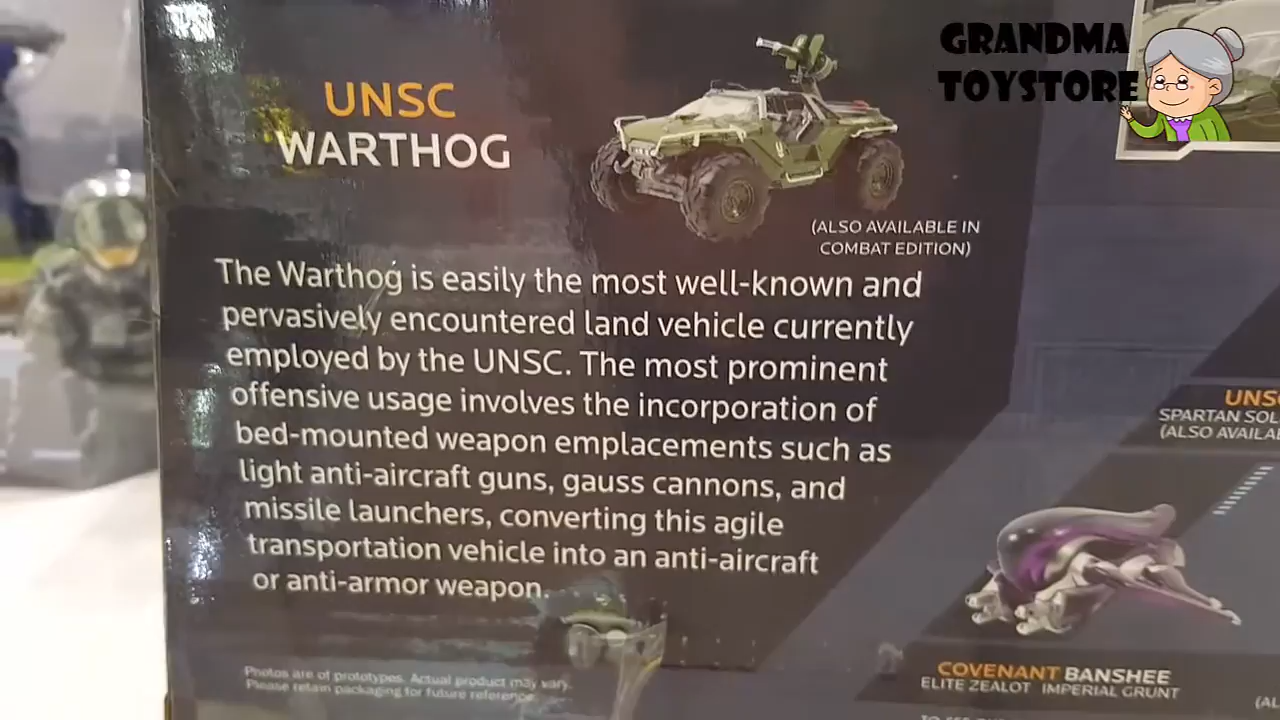 GRANDMA
TOYSTORE
UNSC
WARTHOG
(ALSO AVAILABLE IN
COMBAT EDITION)
The Warthog is easily the most well-known and
pervasively encountered land vehicle currently
employed by the UNSC. The most prominent
offensive usage involves the incorporation of
bed-mounted weapon emplacements such as
light anti-aircraft guns, gauss cannons, and
missile launchers, converting this agile
transportation vehicle into an anti-aircraft
or anti-armor weapon.
Photos are of prototypes. Actual product may vary.
Please retain packaging for future reference.
UNSC
SPARTAN
(ALSO
COVENANT BANSHEE
ELITE ZEALOT IMPERIAL GRUNT